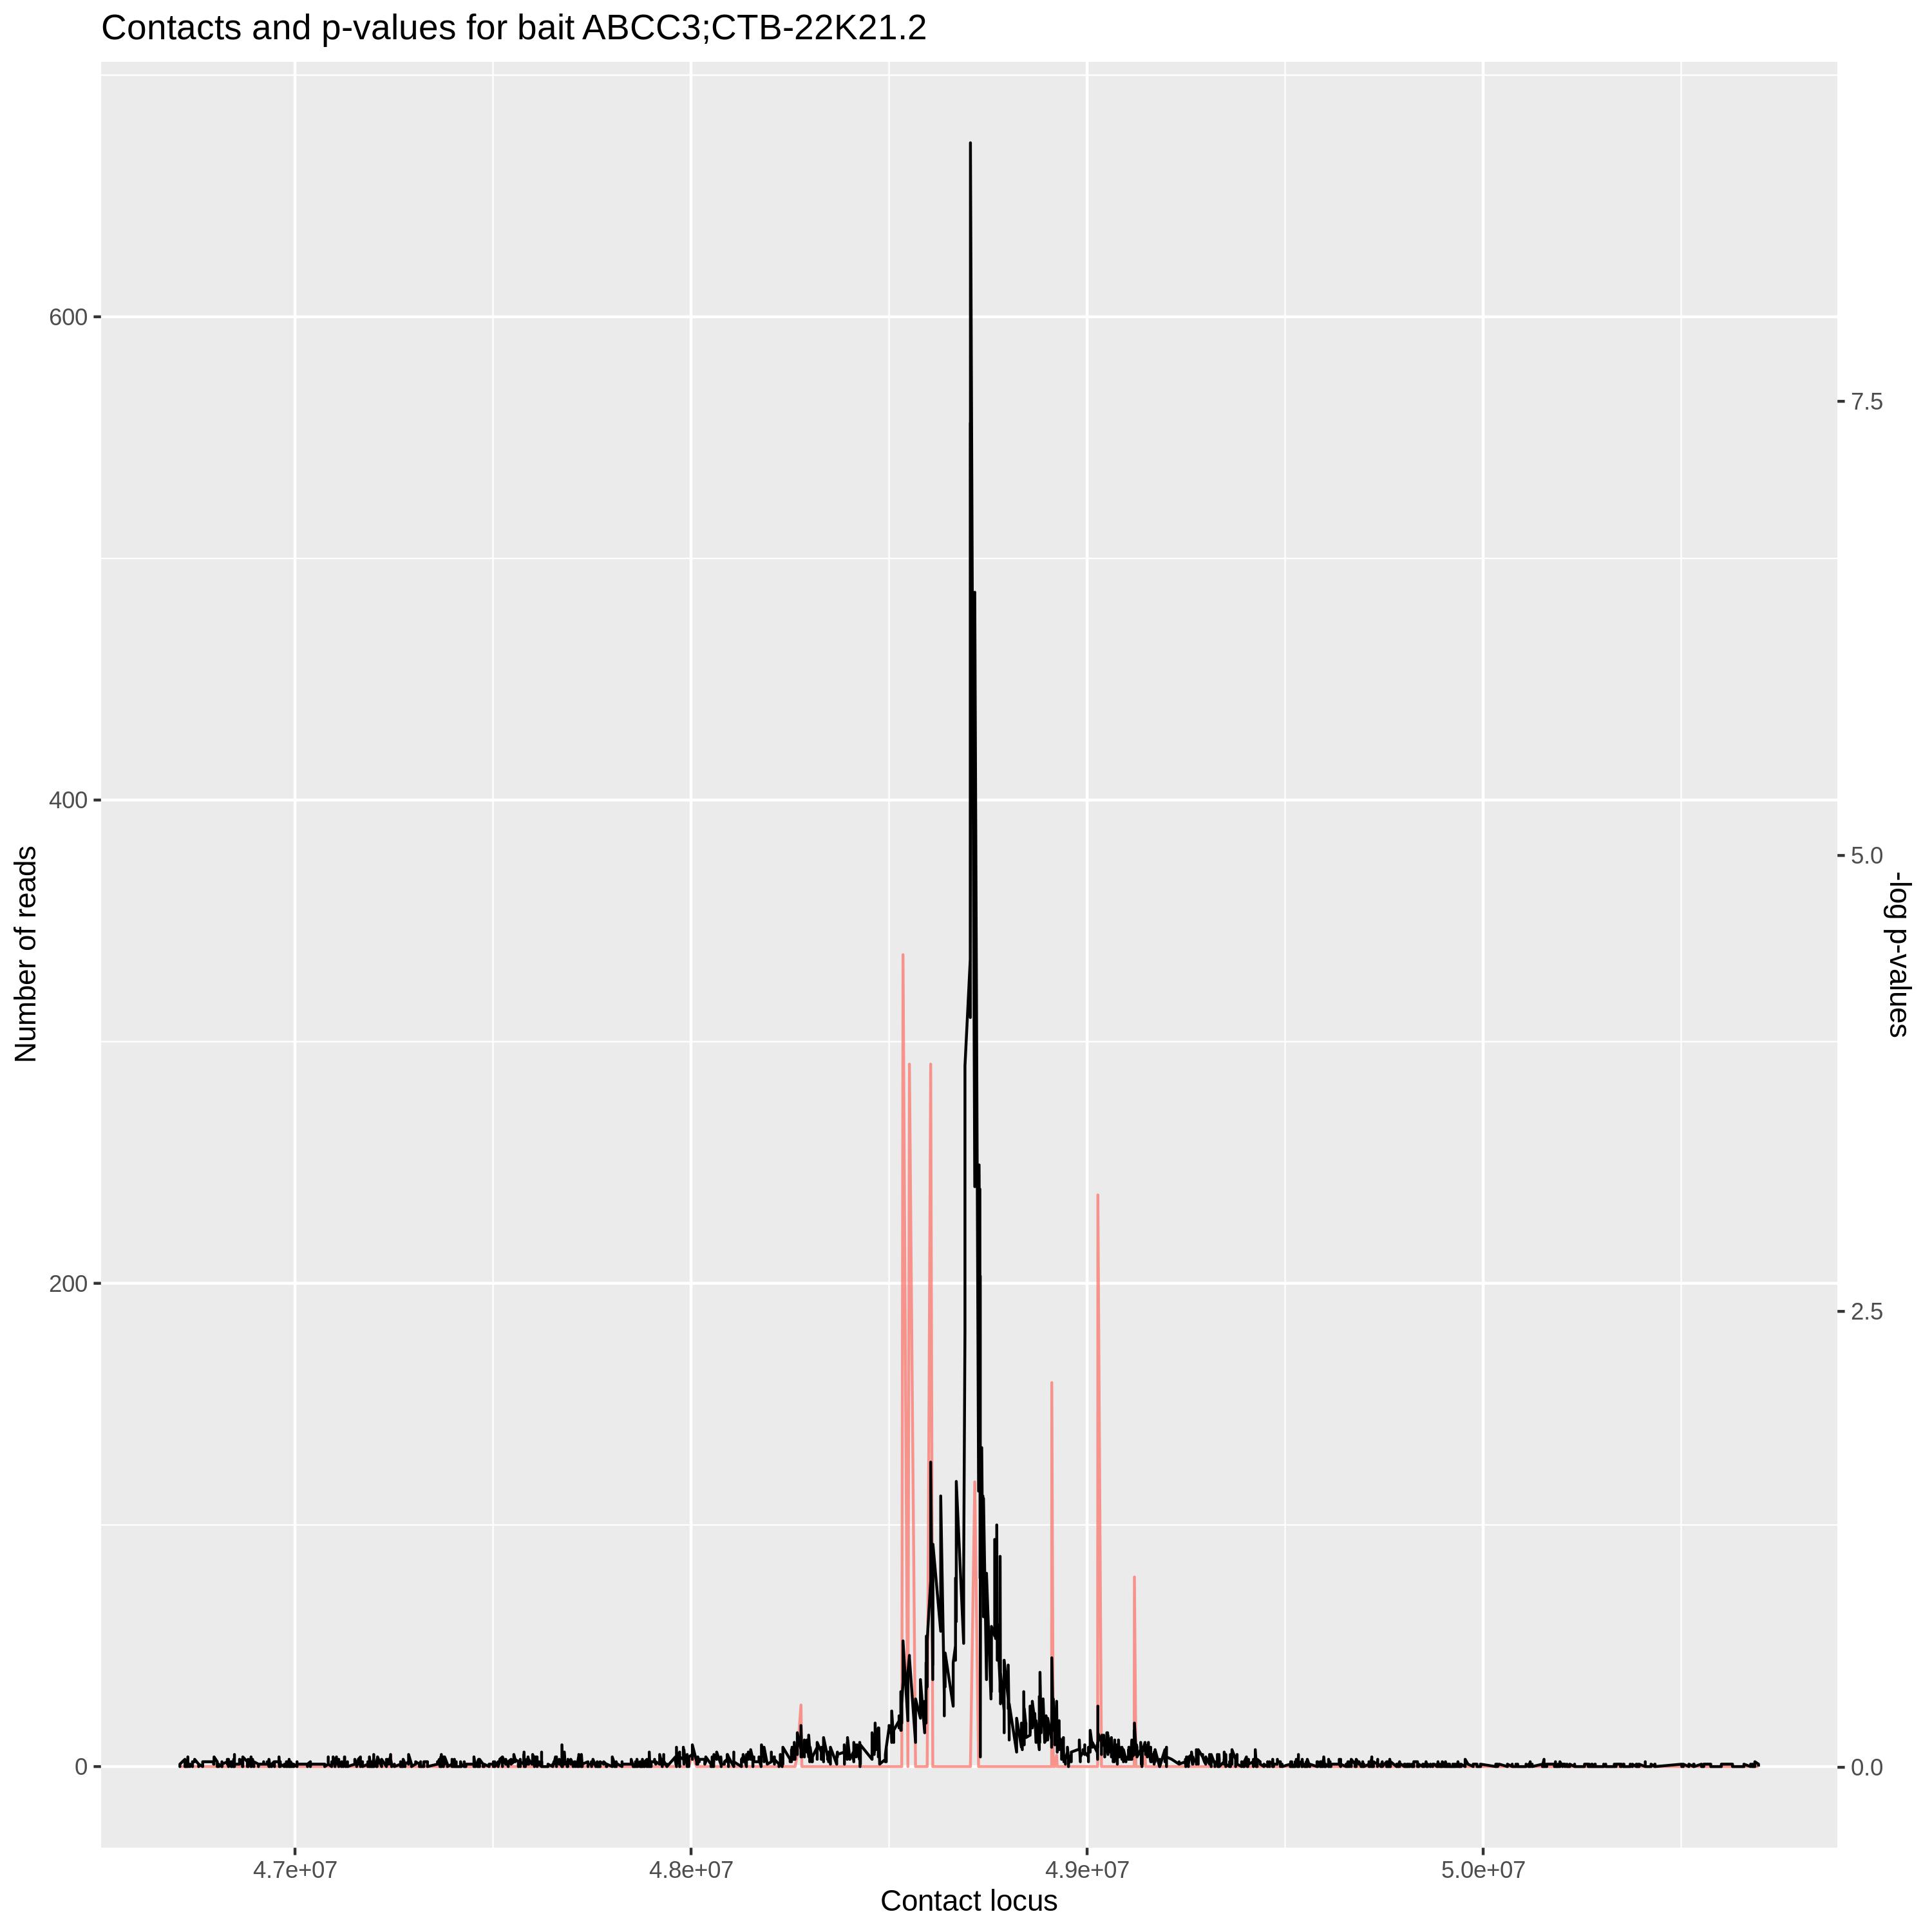 Contacts and p-values for bait ABCC3;CTB-22K21.2
600
400
200
0
Number of reads
7.5
5.0
2.5
0.0
-log p-values
4.7e+07
4.8e+07
4.9e+07
5.0e+07
Contact locus